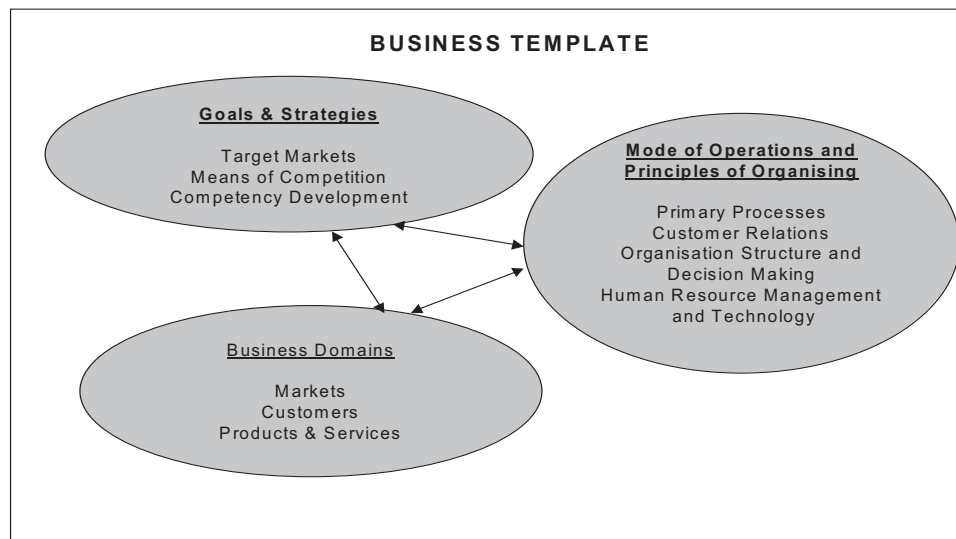 BUSINESS TEMPLATE
Goals & Strategies
Target Markets
Means of Competition
Competency Development
Mode of Operations and
Principles of Organising
Primary Processes
Customer Relations
Organisation Structure and
Decision Making
Human Resource Management
and Technology
Business Domains
Markets
Customers
Products & Services